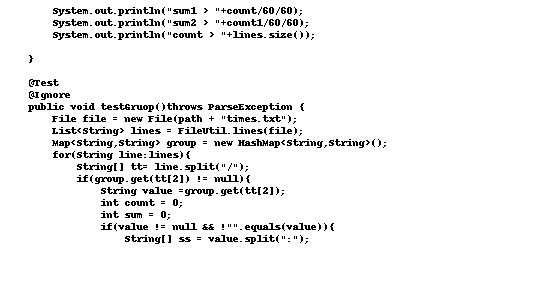 System.out.println("sum1 > "+count/60/60);
System.out.println("sum2 > "+count1/60/60);
System.out.println("count > "+lines.size());
}
@Test
@Ignore
public void testGruop()throws ParseException {
File file = new File(path + "times.txt");
List<String> lines = FileUtil.lines(file);
Map<String,String> group = new HashMap<String,String>();
for(String line:lines){
String[] tt= line.split("/");
if(group.get(tt[2]) != null){
String value =group.get(tt[2]);
int count = 0;
int sum = 0;
if(value != null && !"".equals(value)){
String[] ss = value.split(":");